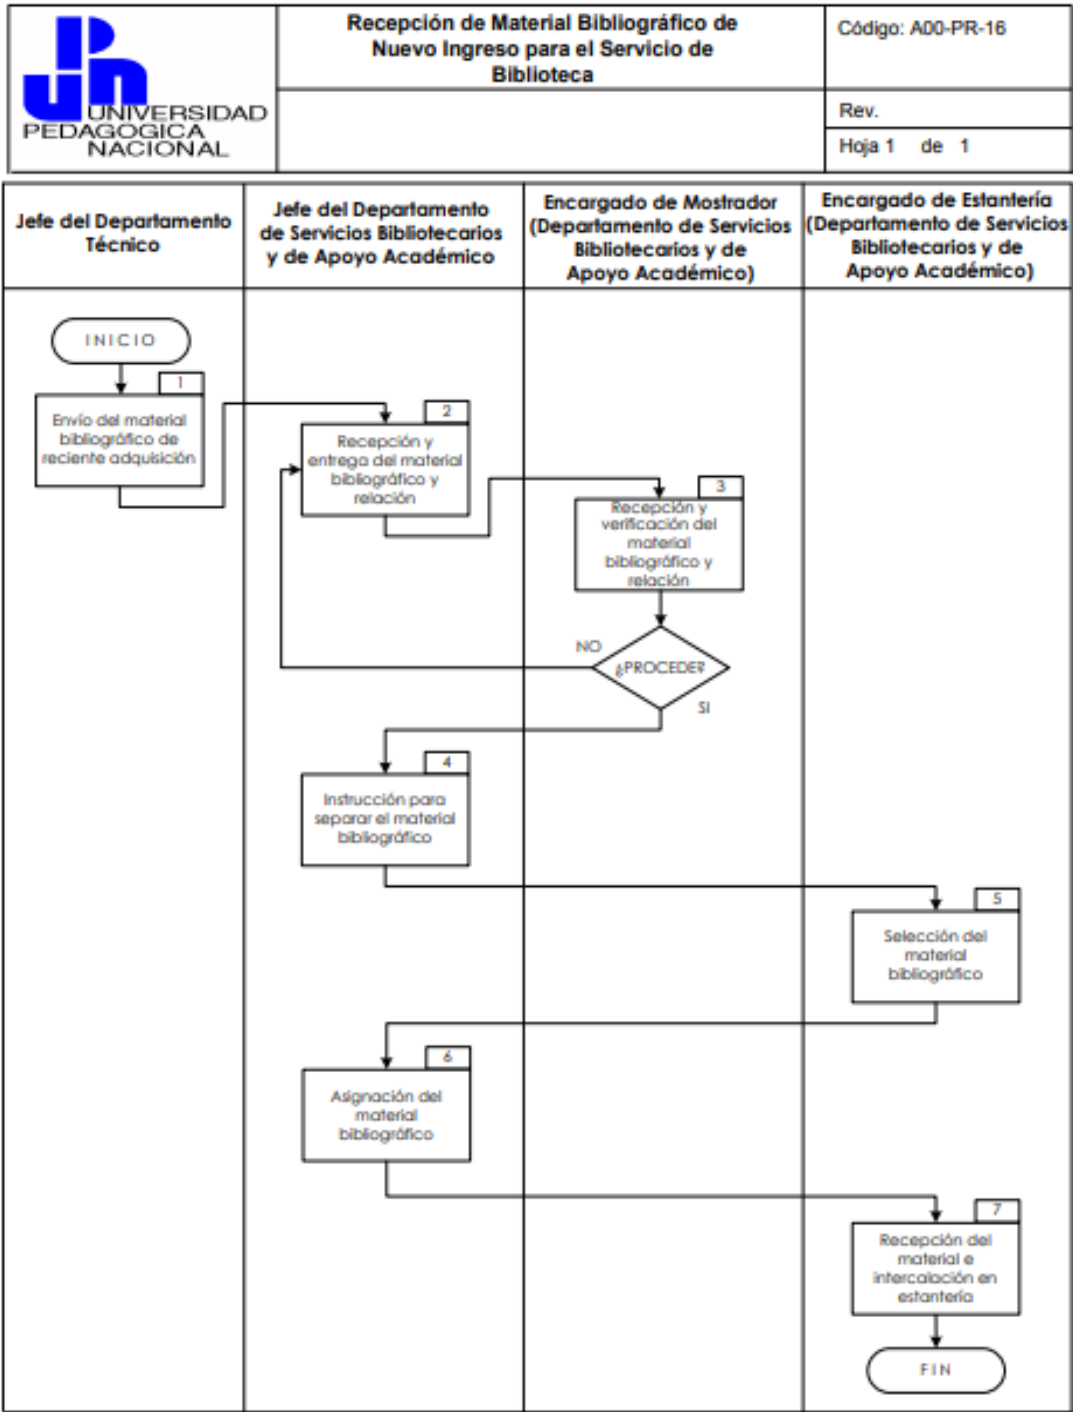 UNIVERSIDAD
PEDAGOGICA
NACIONAL
Recepción de Material Bibliográfico de
Nuevo Ingreso para el Servicio de
Biblioteca
Código: A00-PR-16
Rev.
Hoja 1 de 1
Jefe del Departamento
Técnico
Jefe del Departamento
de Servicios Bibliotecarios
y de Apoyo Académico
Encargado de Mostrador
(Departamento de Servicios
Bibliotecarios y de
Apoyo Académico)
Encargado de Estantería
(Departamento de Servicios
Bibliotecarios y de
Apoyo Académico)
INICIO
1
Envío del material
bibliográfico de
reciente adquisición
2
Recepción y
entrega del material
bibliográfico y
relación
3
Recepción y
verificación del
material
bibliográfico y
relación
NO
¿PROCEDE?
SI
4
Instrucción para
separar el material
bibliográfico
5
Selección del
material
bibliográfico
6
Asignación del
material
bibliográfico
7
Recepción del
material e
intercalación en
estantería
FIN